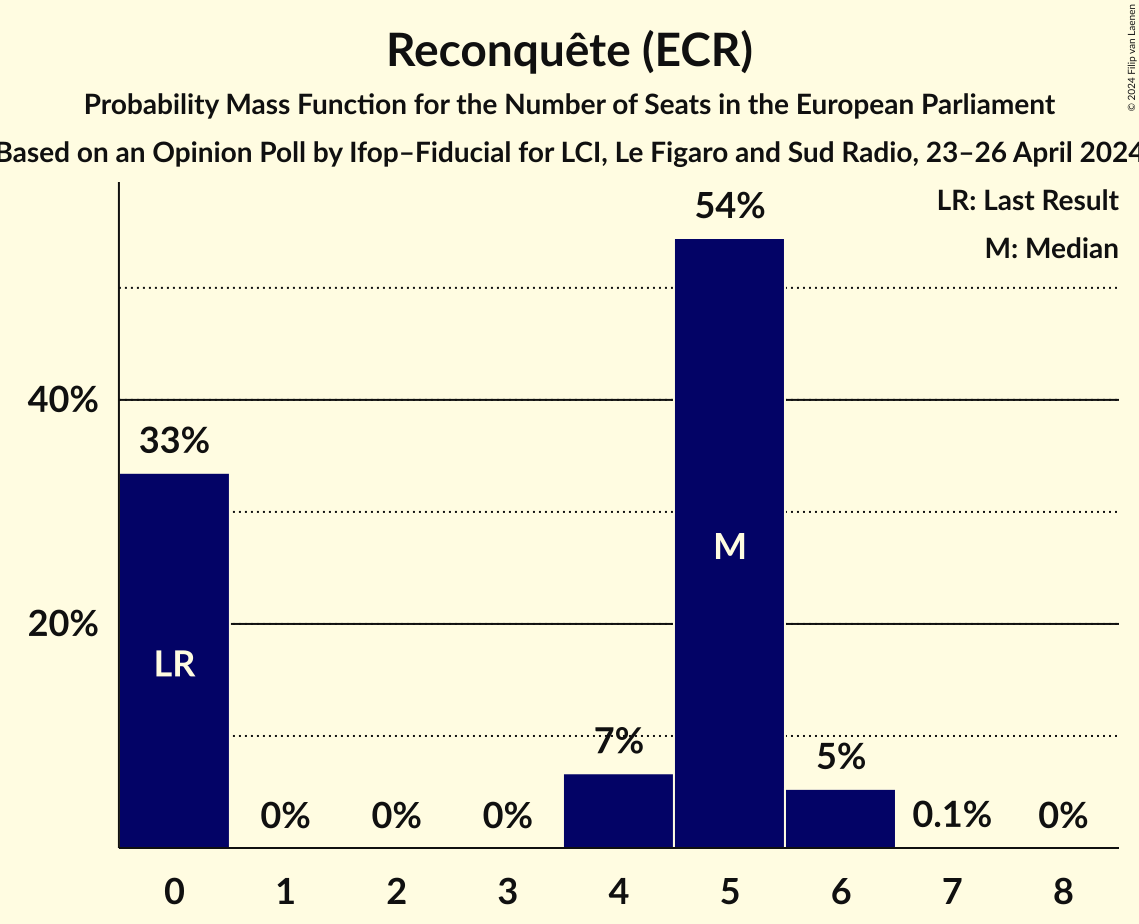 Reconquête (ECR)
Probability Mass Function for the Number of Seats in the European Parliament
Based on an Opinion Poll by Ifop–Fiducial for LCI, Le Figaro and Sud Radio, 23–26 April 2024
© 2024 Filip van Laenen
LR: Last Result
M: Median
54%
40%
33%
M
20%
LR
7%
5%
0%
0%
0%
0.1%
0%
0 1 2 3 4 5 6 7 8